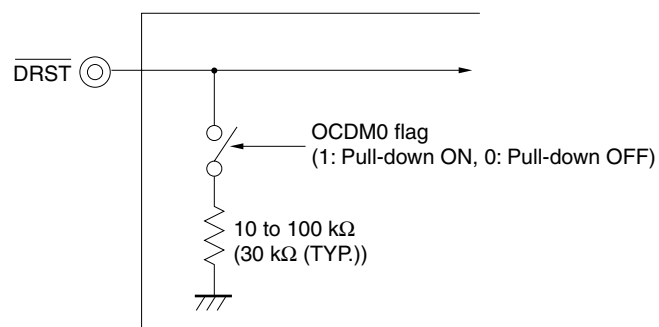 DRST
OCDM0 flag
(1: Pull-down ON, 0: Pull-down OFF)
10 to 100 kΩ
(30 kΩ (TYP.))